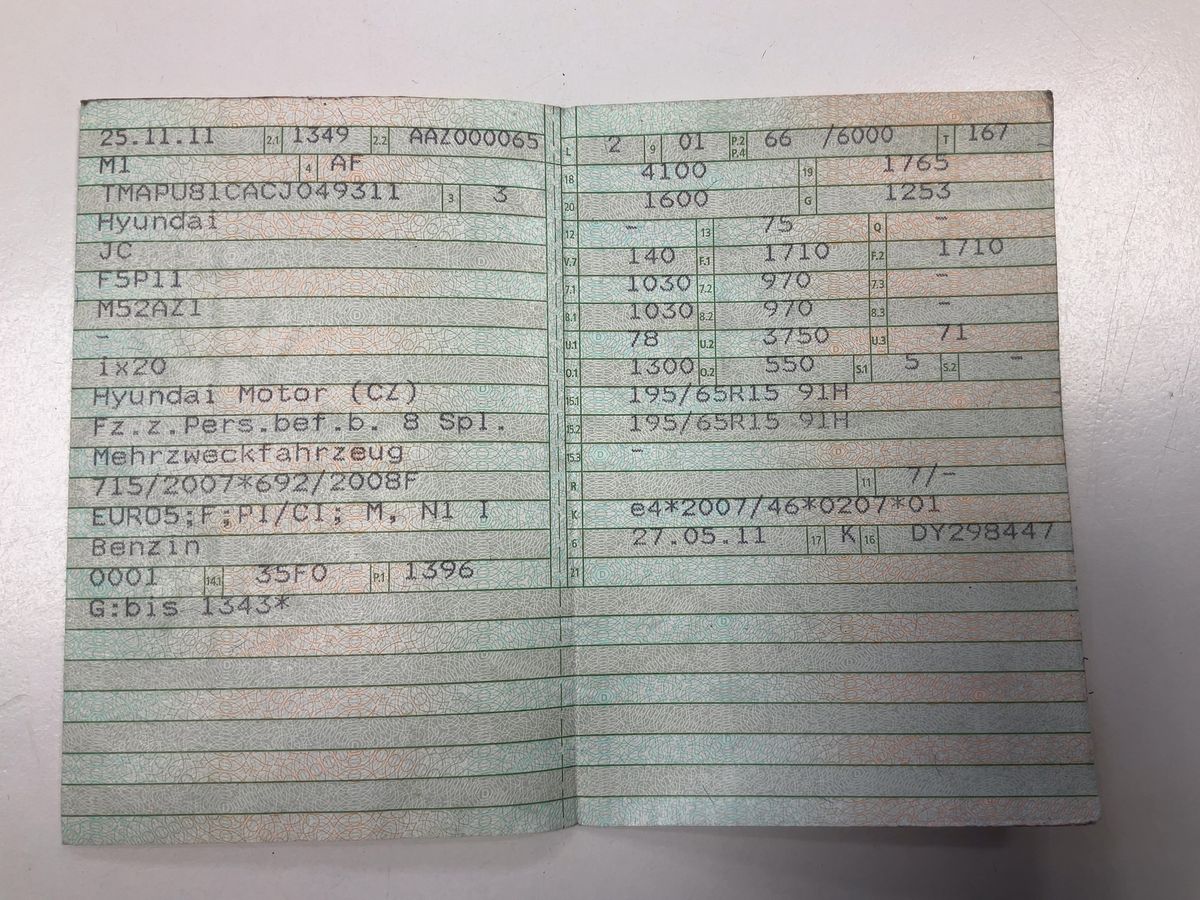 25.11.11 2.1 1349 2.2 AAZ000065
M1 4 AF
TMAPU81CACJ049311 3 3
Hyundai
JC
F5P11
M52AZ1
-
ix20
Hyundai Motor (CZ)
Fz.z.Pers.bef.b. 8 Spl.
Mehrzweckfahrzeug
715/2007*692/2008F
EURO5;F;PI/CI; M, N1 I
Benzin
0001 14.1 35F0 P.1 1396
G:bis 1343*
L 2 9 01 P.2 P.4 66 /6000 T 167
18 4100 19 1765
20 1600 G 1253
12 - 13 75 Q -
V.7 140 F.1 1710 F.2 1710
7.1 1030 7.2 970 7.3 -
8.1 1030 8.2 970 8.3 -
U.1 78 U.2 3750 U.3 71
O.1 1300 O.2 550 S.1 5 S.2 -
15.1 195/65R15 91H
15.2 195/65R15 91H
15.3 -
R 11 7/-
K e4*2007/46*0207*01
6 27.05.11 17 K 16 DY298447
21